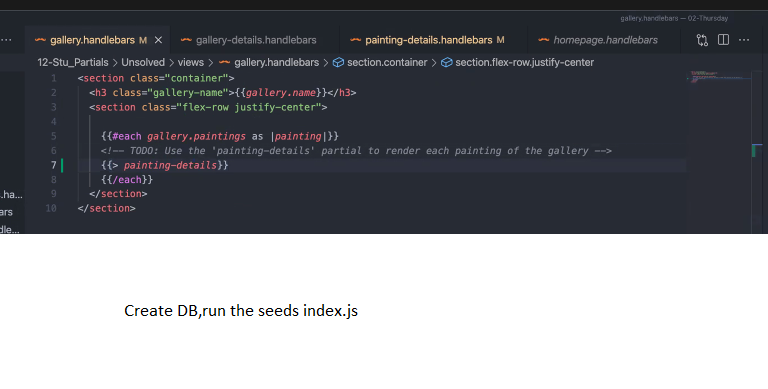 gallery.handlebars — 02-Thursday
··· gallery.handlebars M × gallery-details.handlebars painting-details.handlebars M homepage.handlebars ···
12-Stu_Partials > Unsolved > views > gallery.handlebars > section.container > section.flex-row.justify-center
1 <section class="container">
2 <h3 class="gallery-name">{{gallery.name}}</h3>
3 <section class="flex-row justify-center">
4
5 {{#each gallery.paintings as |painting|}}
6 <!-- TODO: Use the 'painting-details' partial to render each painting of the gallery -->
7 {{> painting-details}}
8 {{/each}}
.ha...
9 </section>
ars
10 </section>
dle...
Create DB,run the seeds index.js